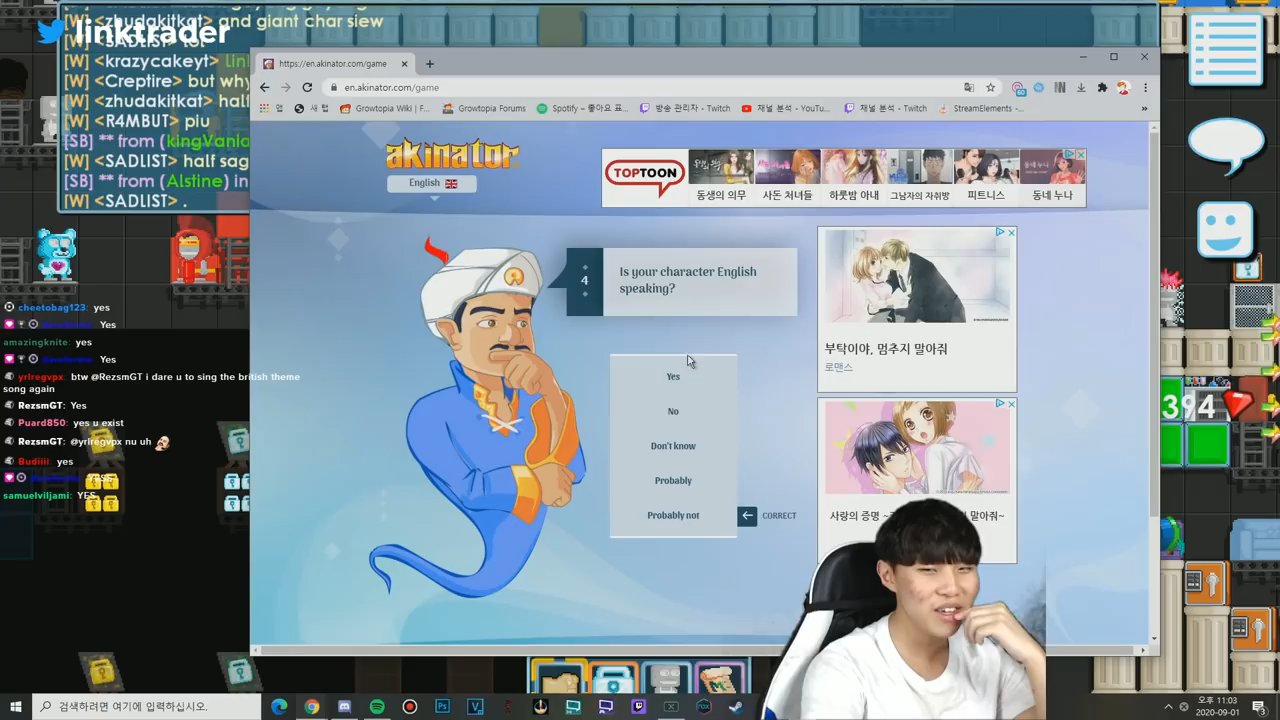 linktrader
and giant char siew
[W] <SADLIST> lol
[W] <krazycakeyt> Lin
[W] <Creptire> but why
[W] <zhudakitkat> half
[W] <R4MBUT> piu
[SB] ** from (kingVanla
[W] <SADLIST> half sag
[SB] ** from (Alstine) in
[W] <SADLIST> .
https://en.akinator.com/game
en.akinator.com/game
앱
새 탭
Growtopia Wiki | F...
Growtopia Forums
Spotify – 좋아요 표...
방송 관리자 - Twitch
채널 분석 - YouTu...
채널 분석 - Twitch
StreamElements -...
akinator
English
TOPTOON
동생의 의무
사돈 처녀들
하룻밤 아내
그남자의 자취방
피트니스
동네 누나
4
Is your character English
speaking?
Yes
No
Don't know
Probably
Probably not
CORRECT
부탁이야, 멈추지 말아줘
로맨스
사랑의 증명
말아줘~
cheetobag123: yes
Yes
amazingknite: yes
Yes
yrlregvpx: btw @RezsmGT i dare u to sing the british theme
song again
RezsmGT: Yes
Puard850: yes u exist
RezsmGT: @yrlregvpx nu uh
Budiiii: yes
samuelviljami: YES
394
검색하려면 여기에 입력하십시오.
오후 11:03
2020-09-01
3